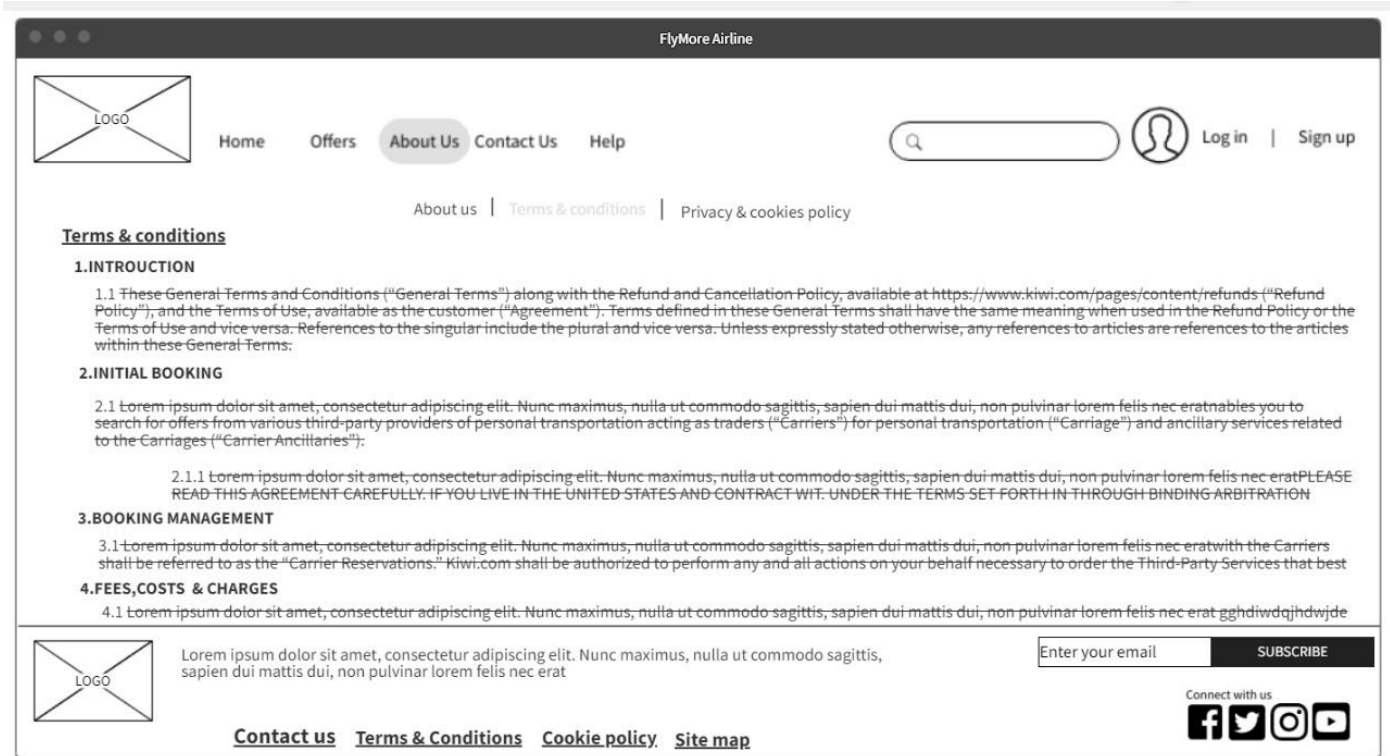 FlyMore Airline
LOGO
Home Offers About Us Contact Us Help Log in | Sign up
About us | Terms & conditions | Privacy & cookies policy
Terms & conditions
1.INTROUCTION
1.1 These General Terms and Conditions (“General Terms”) along with the Refund and Cancellation Policy, available at https://www.kiwi.com/pages/content/refunds (“Refund
Policy”), and the Terms of Use, available as the customer (“Agreement”). Terms defined in these General Terms shall have the same meaning when used in the Refund Policy or the
Terms of Use and vice versa. References to the singular include the plural and vice versa. Unless expressly stated otherwise, any references to articles are references to the articles
within these General Terms.
2.INITIAL BOOKING
2.1 Lorem ipsum dolor sit amet, consectetur adipiscing elit. Nunc maximus, nulla ut commodo sagittis, sapien dui mattis dui, non pulvinar lorem felis nec eratnables you to
search for offers from various third-party providers of personal transportation acting as traders (“Carriers”) for personal transportation (“Carriage”) and ancillary services related
to the Carriages (“Carrier Ancillaries”).
2.1.1 Lorem ipsum dolor sit amet, consectetur adipiscing elit. Nunc maximus, nulla ut commodo sagittis, sapien dui mattis dui, non pulvinar lorem felis nec eratPLEASE
READ THIS AGREEMENT CAREFULLY. IF YOU LIVE IN THE UNITED STATES AND CONTRACT WIT. UNDER THE TERMS SET FORTH IN THROUGH BINDING ARBITRATION
3.BOOKING MANAGEMENT
3.1 Lorem ipsum dolor sit amet, consectetur adipiscing elit. Nunc maximus, nulla ut commodo sagittis, sapien dui mattis dui, non pulvinar lorem felis nec eratwith the Carriers
shall be referred to as the “Carrier Reservations.” Kiwi.com shall be authorized to perform any and all actions on your behalf necessary to order the Third-Party Services that best
4.FEES,COSTS & CHARGES
4.1 Lorem ipsum dolor sit amet, consectetur adipiscing elit. Nunc maximus, nulla ut commodo sagittis, sapien dui mattis dui, non pulvinar lorem felis nec erat gghdiwdqjhdwjde
LOGO
Lorem ipsum dolor sit amet, consectetur adipiscing elit. Nunc maximus, nulla ut commodo sagittis,
sapien dui mattis dui, non pulvinar lorem felis nec erat
Enter your email SUBSCRIBE
Connect with us
Contact us Terms & Conditions Cookie policy Site map